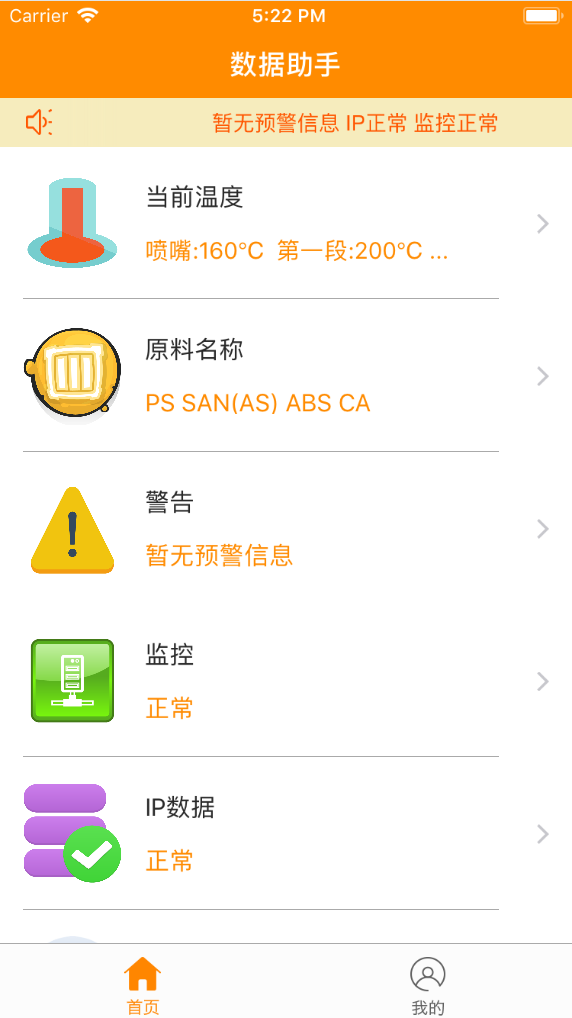 Carrier 5:22 PM
数据助手
暂无预警信息 IP正常 监控正常
当前温度
喷嘴:160℃ 第一段:200℃ ...
原料名称
PS SAN(AS) ABS CA
警告
暂无预警信息
监控
正常
IP数据
正常
首页 我的